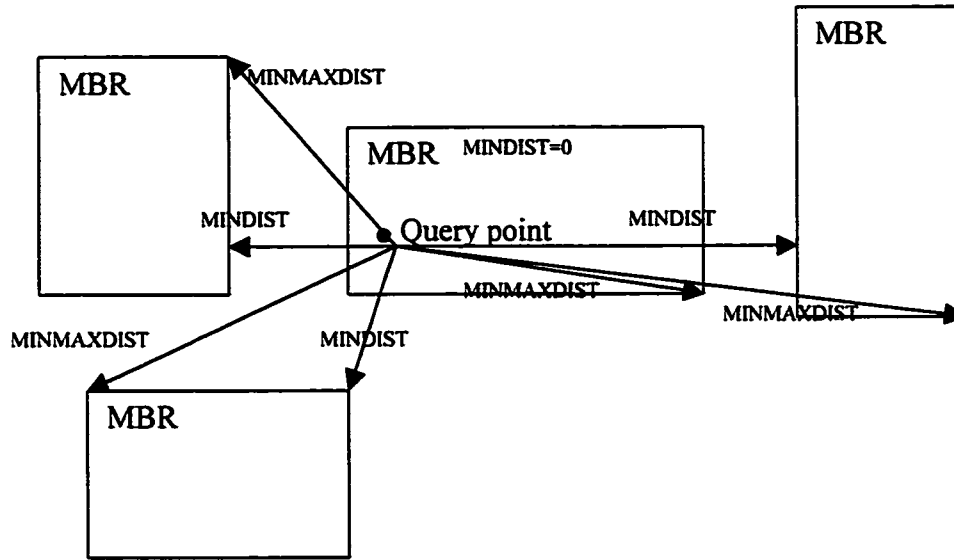 MBR
MBR
MINMAXDIST
MBR
MINDIST=0
MINDIST
Query point
MINDIST
MINMAXDIST
MINMAXDIST
MINMAXDIST
MINDIST
MBR